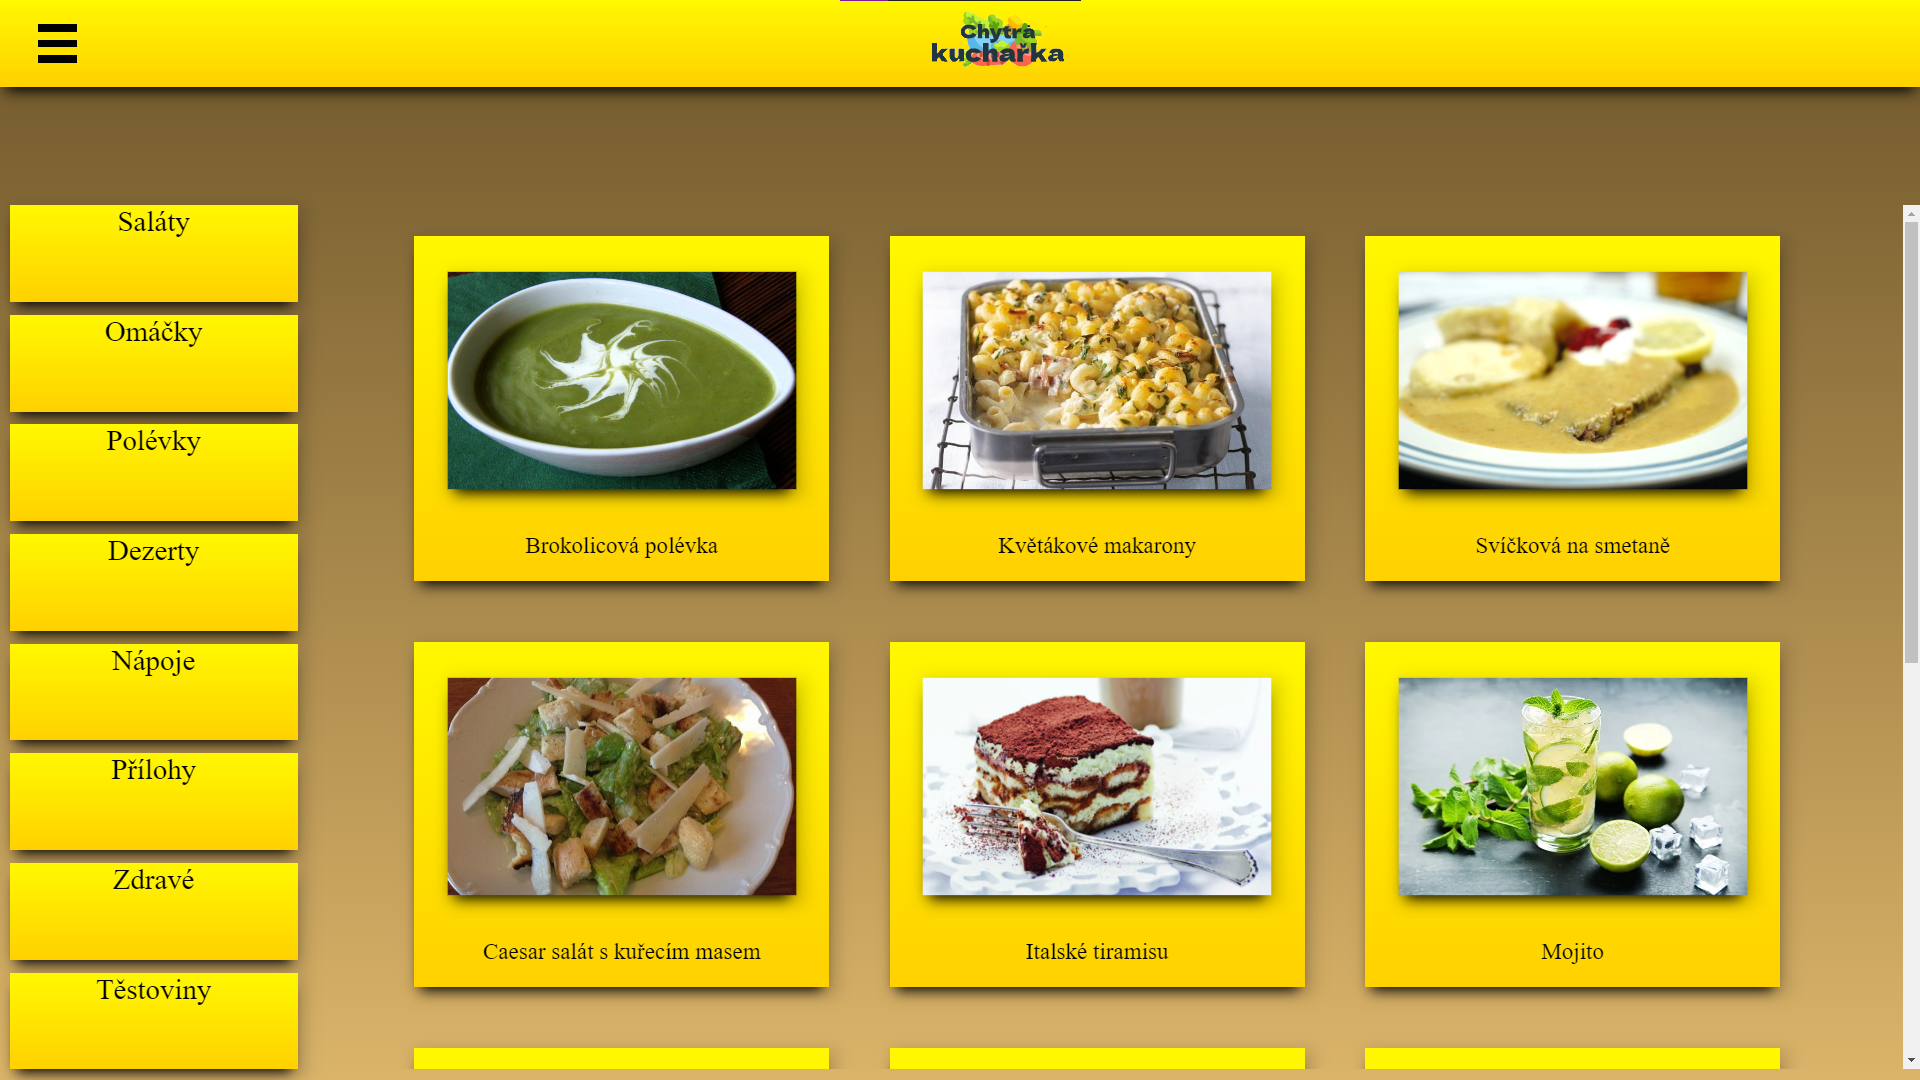 Chytrá
kuchařka
Saláty
Omáčky
Polévky
Dezerty
Nápoje
Přílohy
Zdravé
Těstoviny
Brokolicová polévka
Květákové makarony
Svíčková na smetaně
Caesar salát s kuřecím masem
Italské tiramisu
Mojito